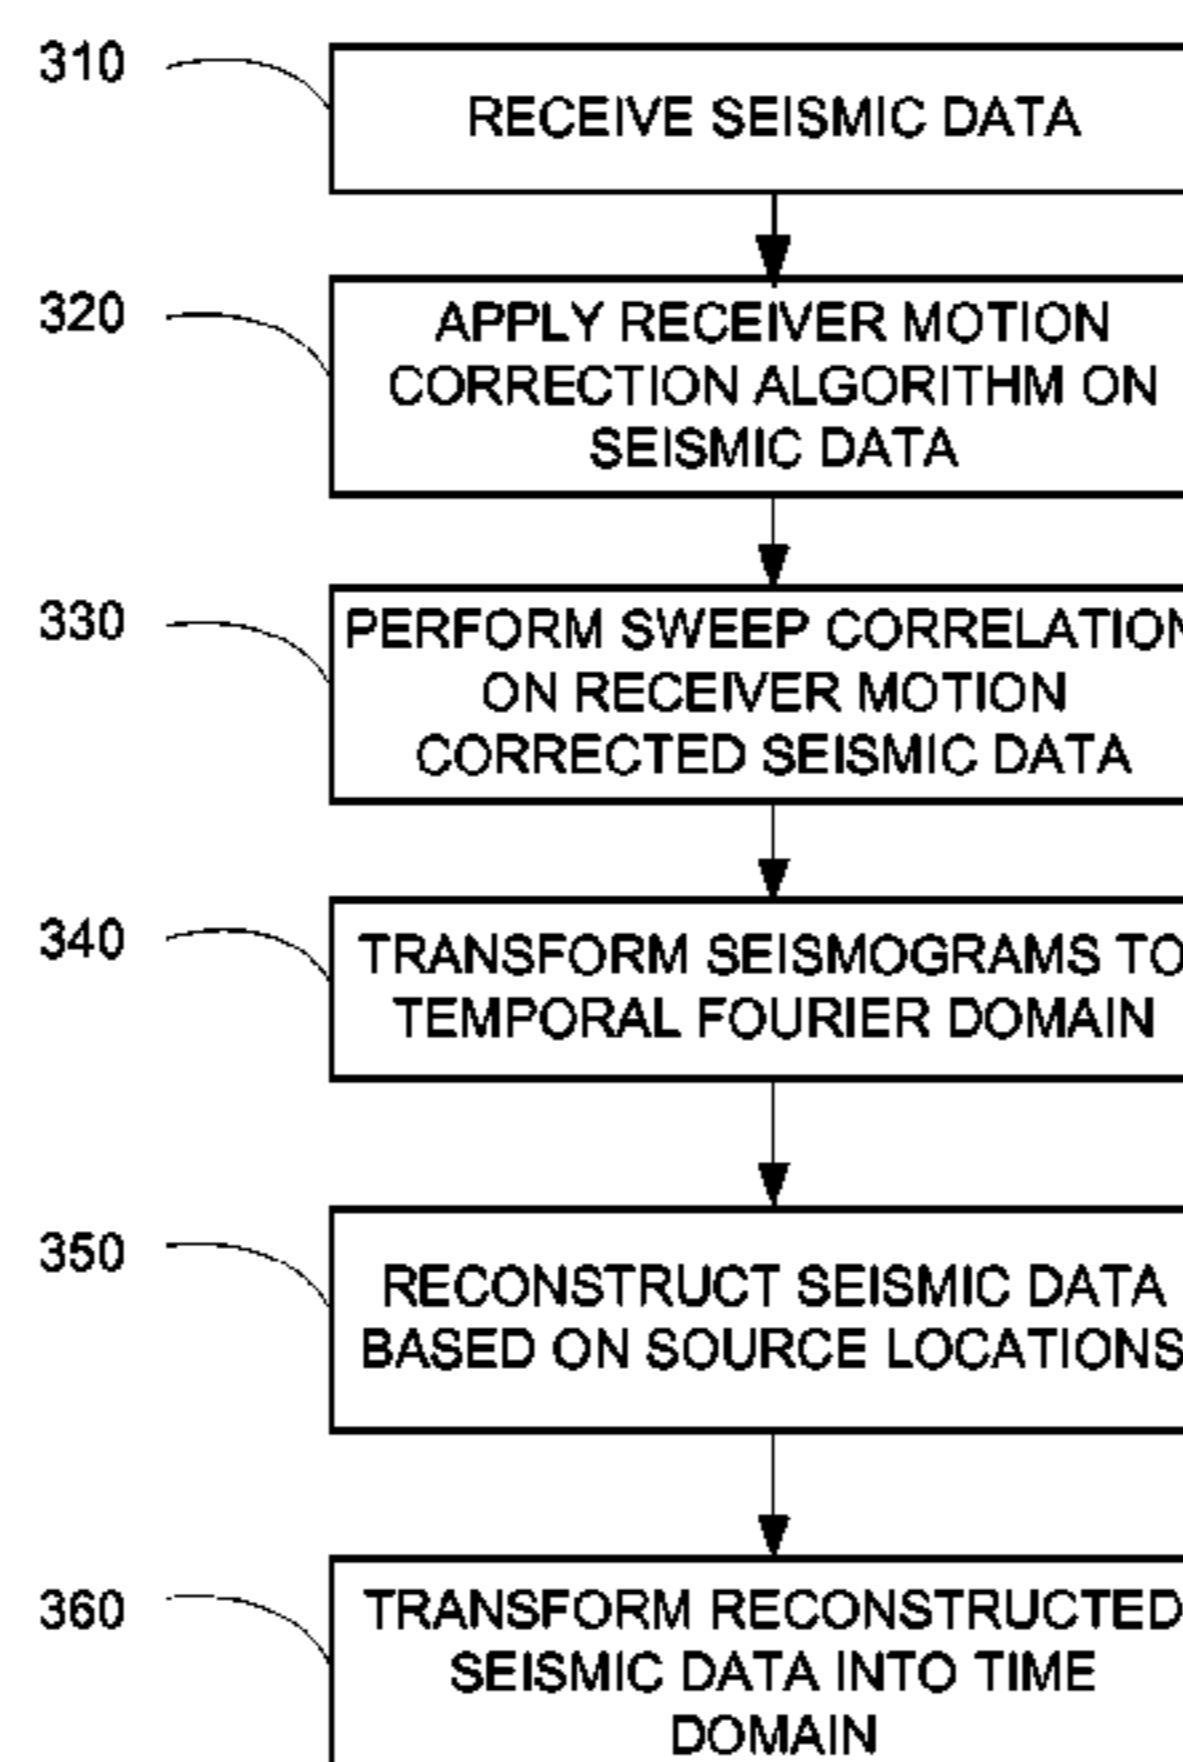 310
RECEIVE SEISMIC DATA
320
APPLY RECEIVER MOTION
CORRECTION ALGORITHM ON
SEISMIC DATA
330
PERFORM SWEEP CORRELATION
ON RECEIVER MOTION
CORRECTED SEISMIC DATA
340
TRANSFORM SEISMOGRAMS TO
TEMPORAL FOURIER DOMAIN
350
RECONSTRUCT SEISMIC DATA
BASED ON SOURCE LOCATIONS
360
TRANSFORM RECONSTRUCTED
SEISMIC DATA INTO TIME
DOMAIN